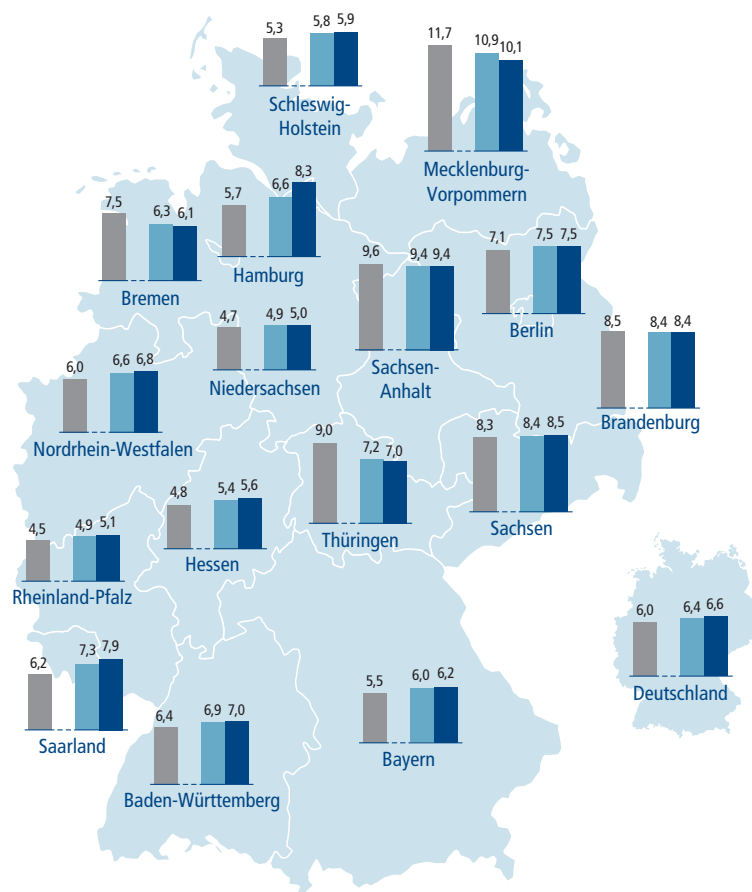 5,3 5,8 5,9
Schleswig-
Holstein
11,7 10,9 10,1
Mecklenburg-
Vorpommern
7,5 6,3 6,1
Bremen
5,7 6,6 8,3
Hamburg
9,6 9,4 9,4
Sachsen-
Anhalt
7,1 7,5 7,5
Berlin
4,7 4,9 5,0
Niedersachsen
8,5 8,4 8,4
Brandenburg
6,0 6,6 6,8
Nordrhein-Westfalen
9,0 7,2 7,0
Thüringen
8,3 8,4 8,5
Sachsen
4,8 5,4 5,6
Hessen
4,5 4,9 5,1
Rheinland-Pfalz
6,0 6,4 6,6
Deutschland
6,2 7,3 7,9
Saarland
5,5 6,0 6,2
Bayern
6,4 6,9 7,0
Baden-Württemberg